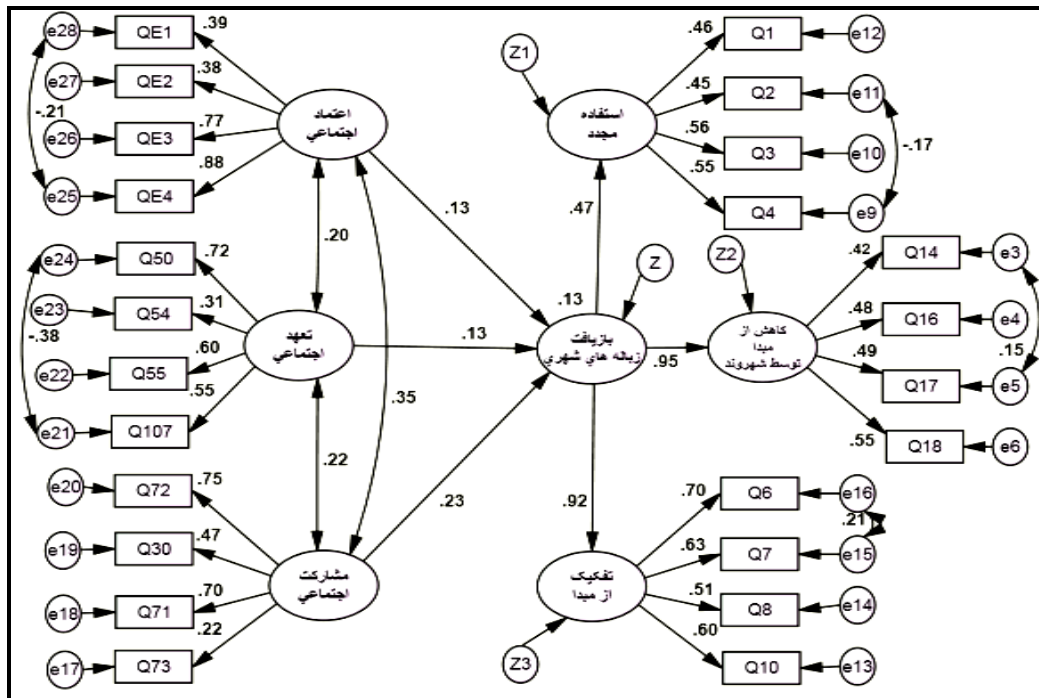 e28
QE1
.39
e27
QE2
.38
-.21
e26
QE3
.77
e25
QE4
.88
اعتماد
اجتماعي
e24
Q50
.72
e23
Q54
.31
-.38
e22
Q55
.60
e21
Q107
.55
تعهد
اجتماعي
e20
Q72
.75
e19
Q30
.47
e18
Q71
.70
e17
Q73
.22
مشارکت
اجتماعي
.20
.22
.35
.13
.13
.23
Z
.13
بازيافت
زباله هاي شهري
.47
.95
.92
Z1
استفاده
مجدد
.46
Q1
e12
.45
Q2
e11
.56
Q3
e10
-.17
.55
Q4
e9
Z2
کاهش از
مبدا
توسط شهروند
.42
Q14
e3
.48
Q16
e4
.49
Q17
.15
e5
.55
Q18
e6
Z3
تفکيک
از مبدا
.70
Q6
e16
.21
.63
Q7
e15
.51
Q8
e14
.60
Q10
e13